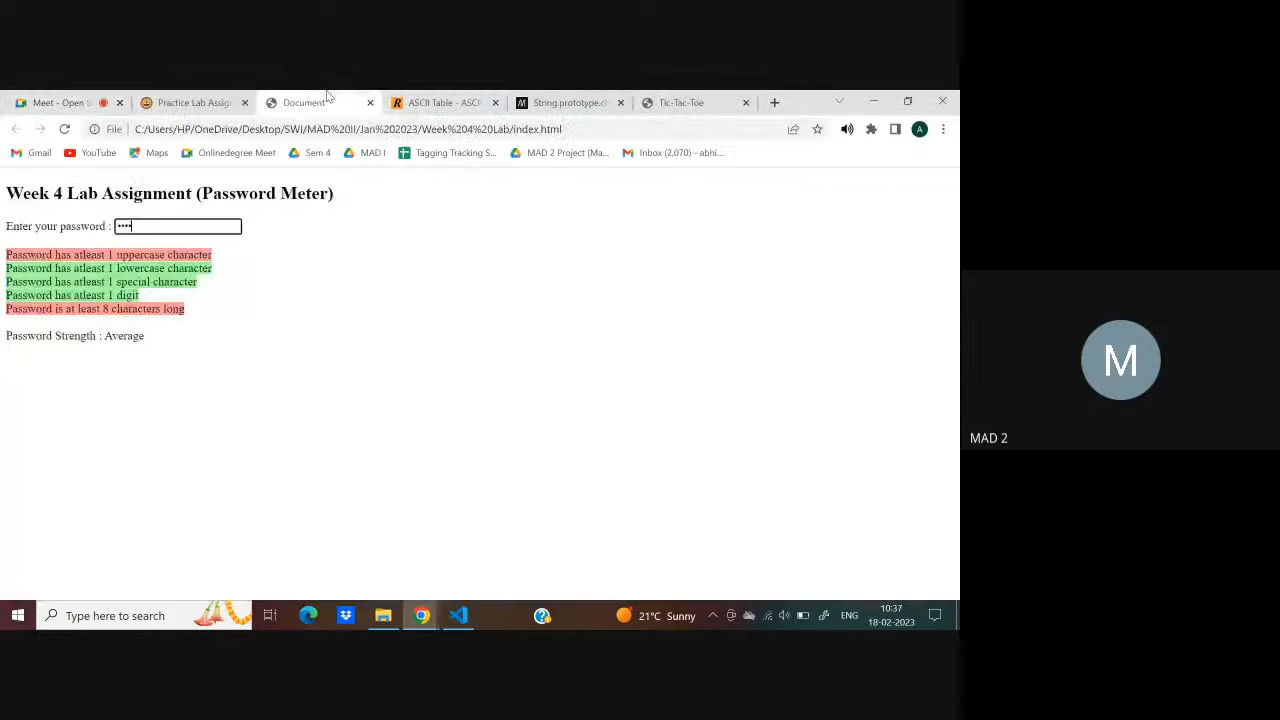 Meet - Open S
Practice Lab Assign
Document
ASCII Table - ASCI
String.prototype.cl
Tic-Tac-Toe
File
C:/Users/HP/Onedrive/Desktop/SWI/MAD%20II/Jan%202023/Week%204%20Lab/index.html
A
Gmail
YouTube
Maps
Onlinedegree Meet
Sem 4
MAD I
Tagging Tracking S...
MAD 2 Project (Ma...
Inbox (2,070) - abhi...
Week 4 Lab Assignment (Password Meter)
Enter your password : ••••
Password has atleast 1 uppercase character
Password has atleast 1 lowercase character
Password has atleast 1 special character
Password has atleast 1 digit
Password is at least 8 characters long
Password Strength : Average
M
MAD 2
Type here to search
21°C Sunny
ENG
10:37
18-02-2023